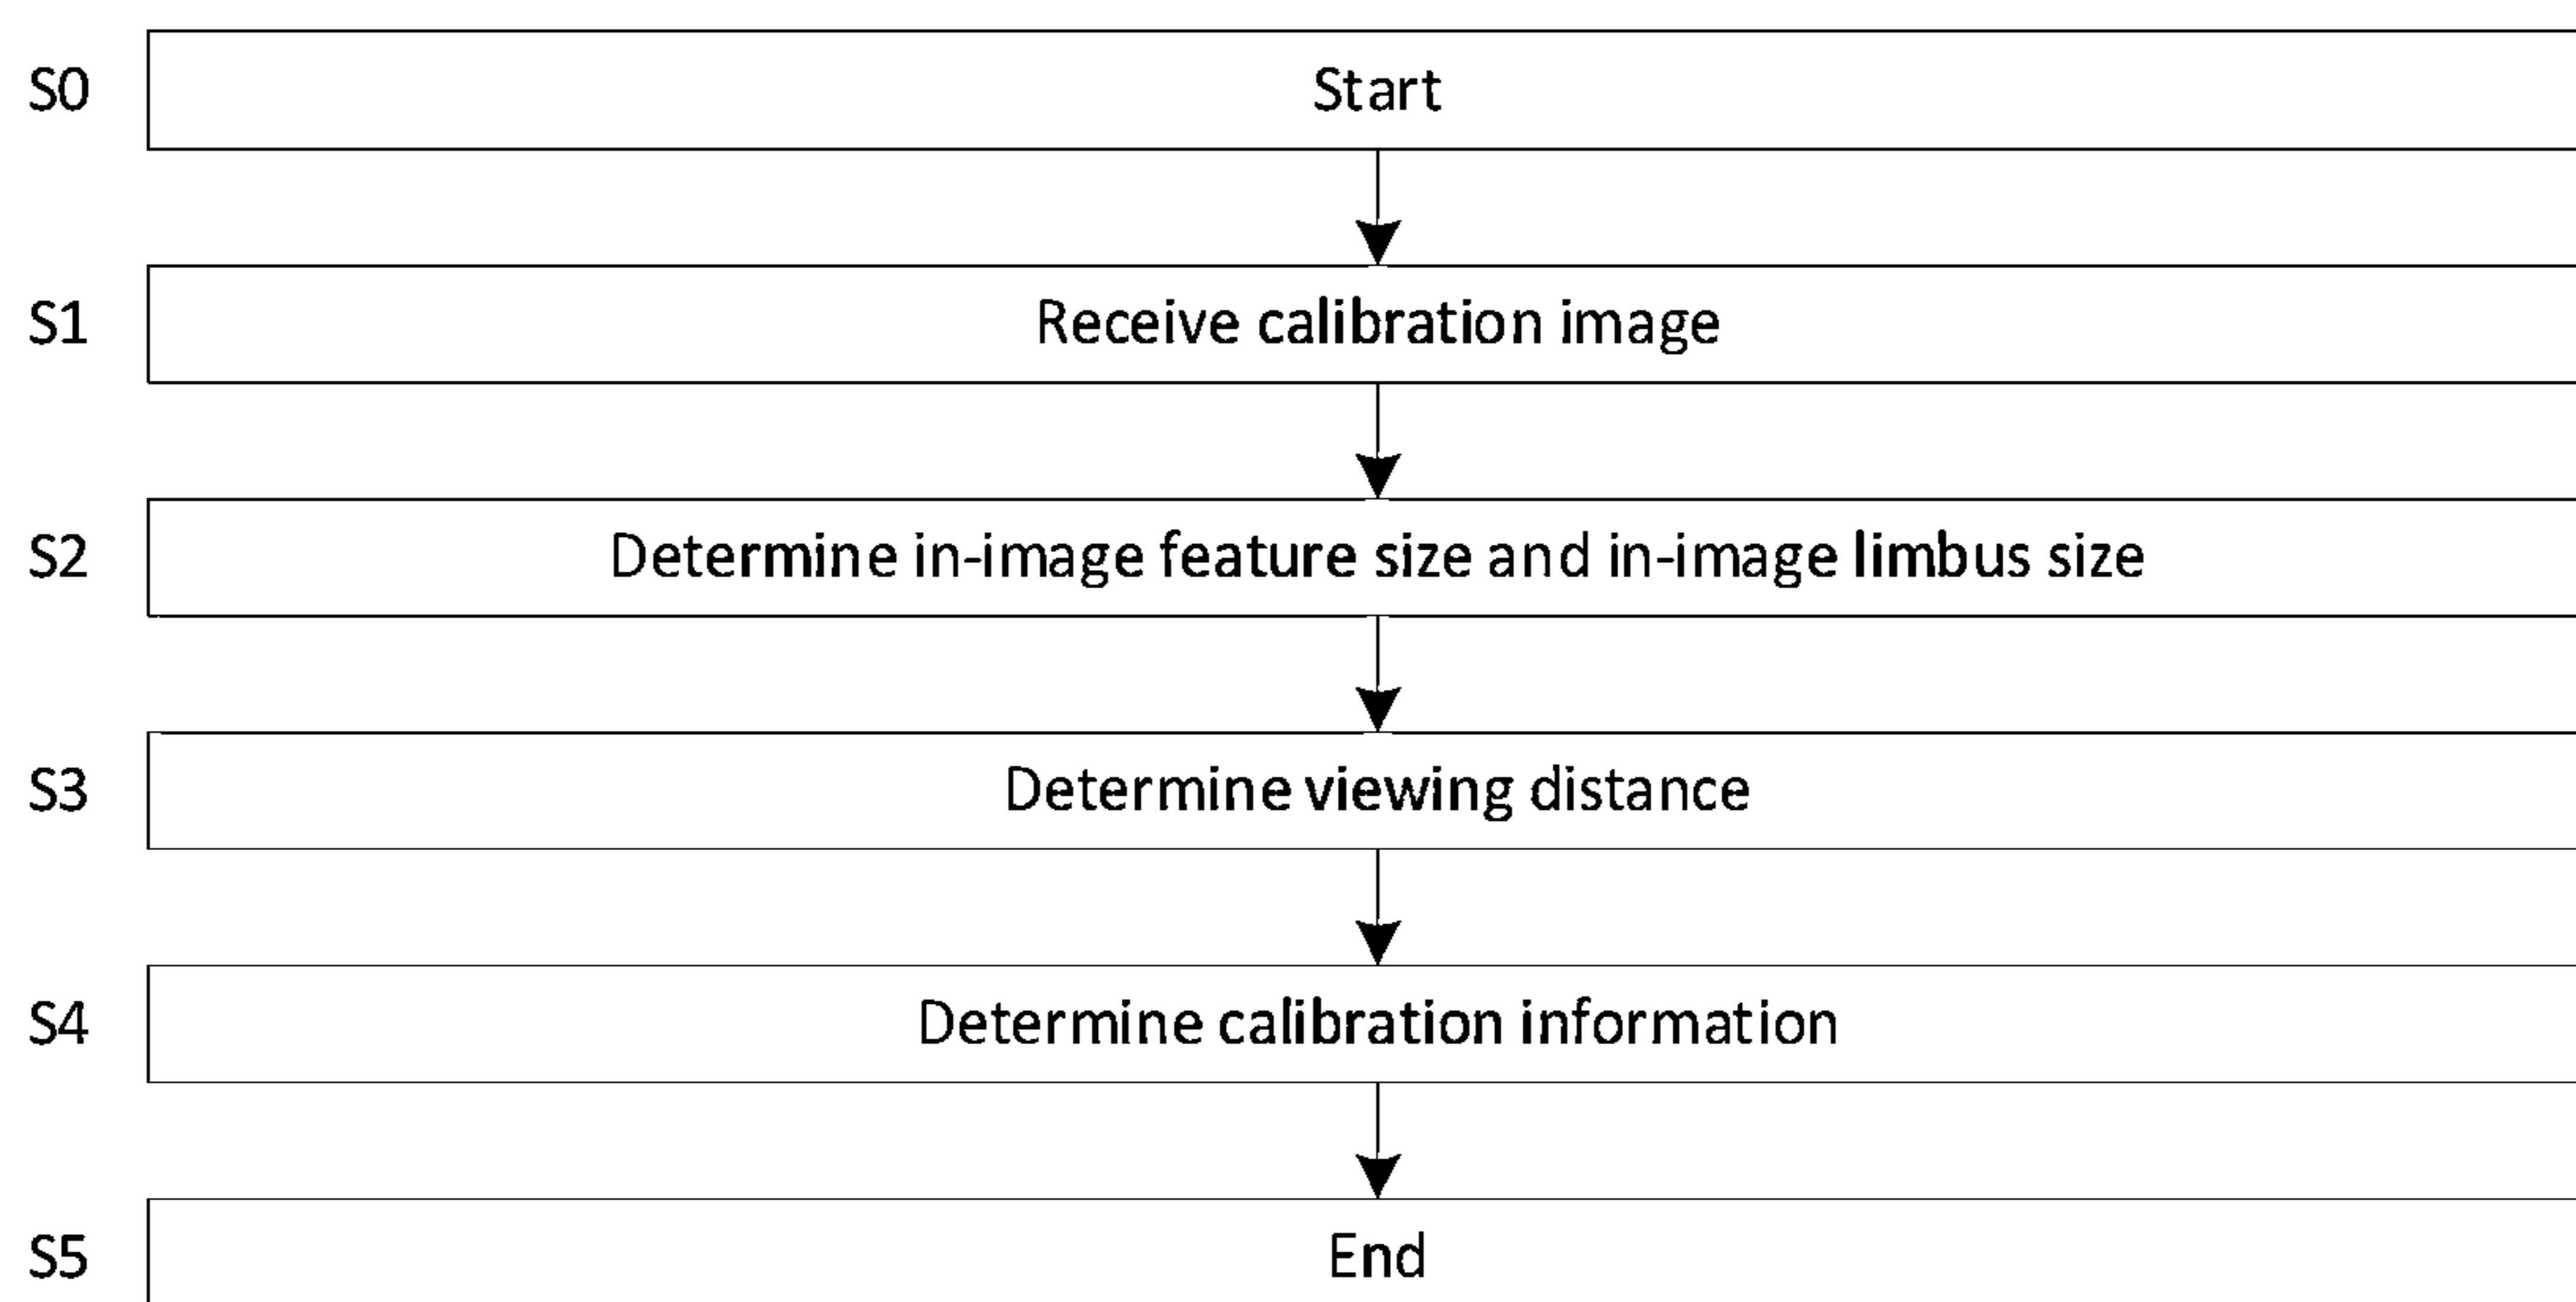 S0 Start
S1 Receive calibration image
S2 Determine in-image feature size and in-image limbus size
S3 Determine viewing distance
S4 Determine calibration information
S5 End